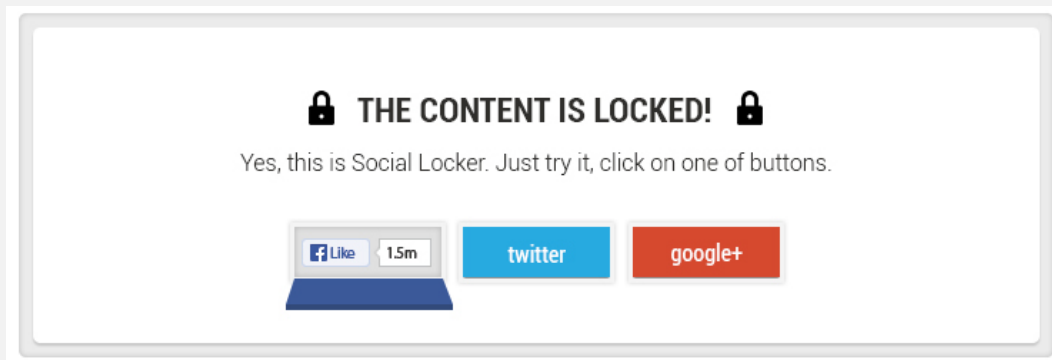 THE CONTENT IS LOCKED!
Yes, this is Social Locker. Just try it, click on one of buttons.
Like 1.5m twitter google+